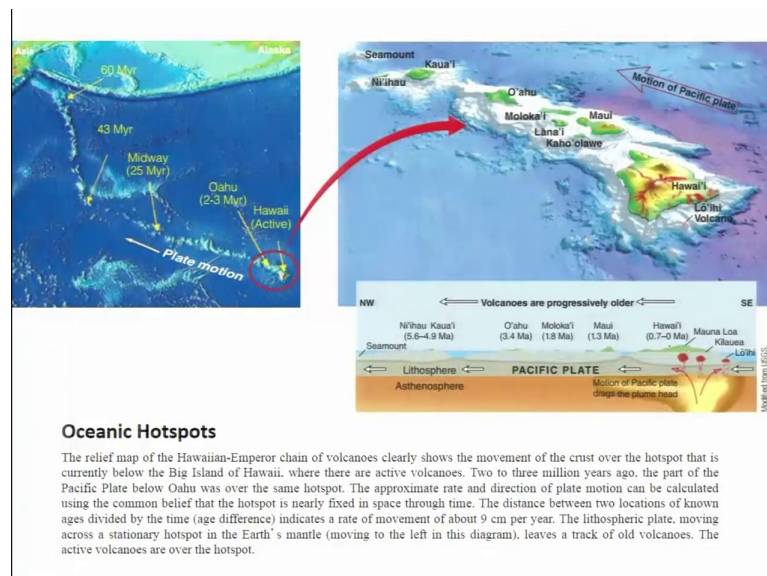 Asia
Alaska
60 Myr
43 Myr
Midway
(25 Myr)
Oahu
(2-3 Myr)
Hawaii
(Active)
Plate motion
Seamount
Kaua'i
Ni'ihau
O'ahu
Moloka'i
Maui
Lāna'i
Kaho'olawe
Motion of Pacific plate
Hawai'i
Lō'ihi
Volcano
NW
Volcanoes are progressively older
SE
Ni'ihau Kaua'i
(5.6–4.9 Ma)
O'ahu
(3.4 Ma)
Moloka'i
(1.8 Ma)
Maui
(1.3 Ma)
Hawai'i
(0.7–0 Ma)
Mauna Loa
Kilauea
Lō'ihi
Seamount
Lithosphere
PACIFIC PLATE
Asthenosphere
Motion of Pacific plate
drags the plume head
Modified from USGS
Oceanic Hotspots
The relief map of the Hawaiian-Emperor chain of volcanoes clearly shows the movement of the crust over the hotspot that is
currently below the Big Island of Hawaii, where there are active volcanoes. Two to three million years ago, the part of the
Pacific Plate below Oahu was over the same hotspot. The approximate rate and direction of plate motion can be calculated
using the common belief that the hotspot is nearly fixed in space through time. The distance between two locations of known
ages divided by the time (age difference) indicates a rate of movement of about 9 cm per year. The lithospheric plate, moving
across a stationary hotspot in the Earth's mantle (moving to the left in this diagram), leaves a track of old volcanoes. The
active volcanoes are over the hotspot.